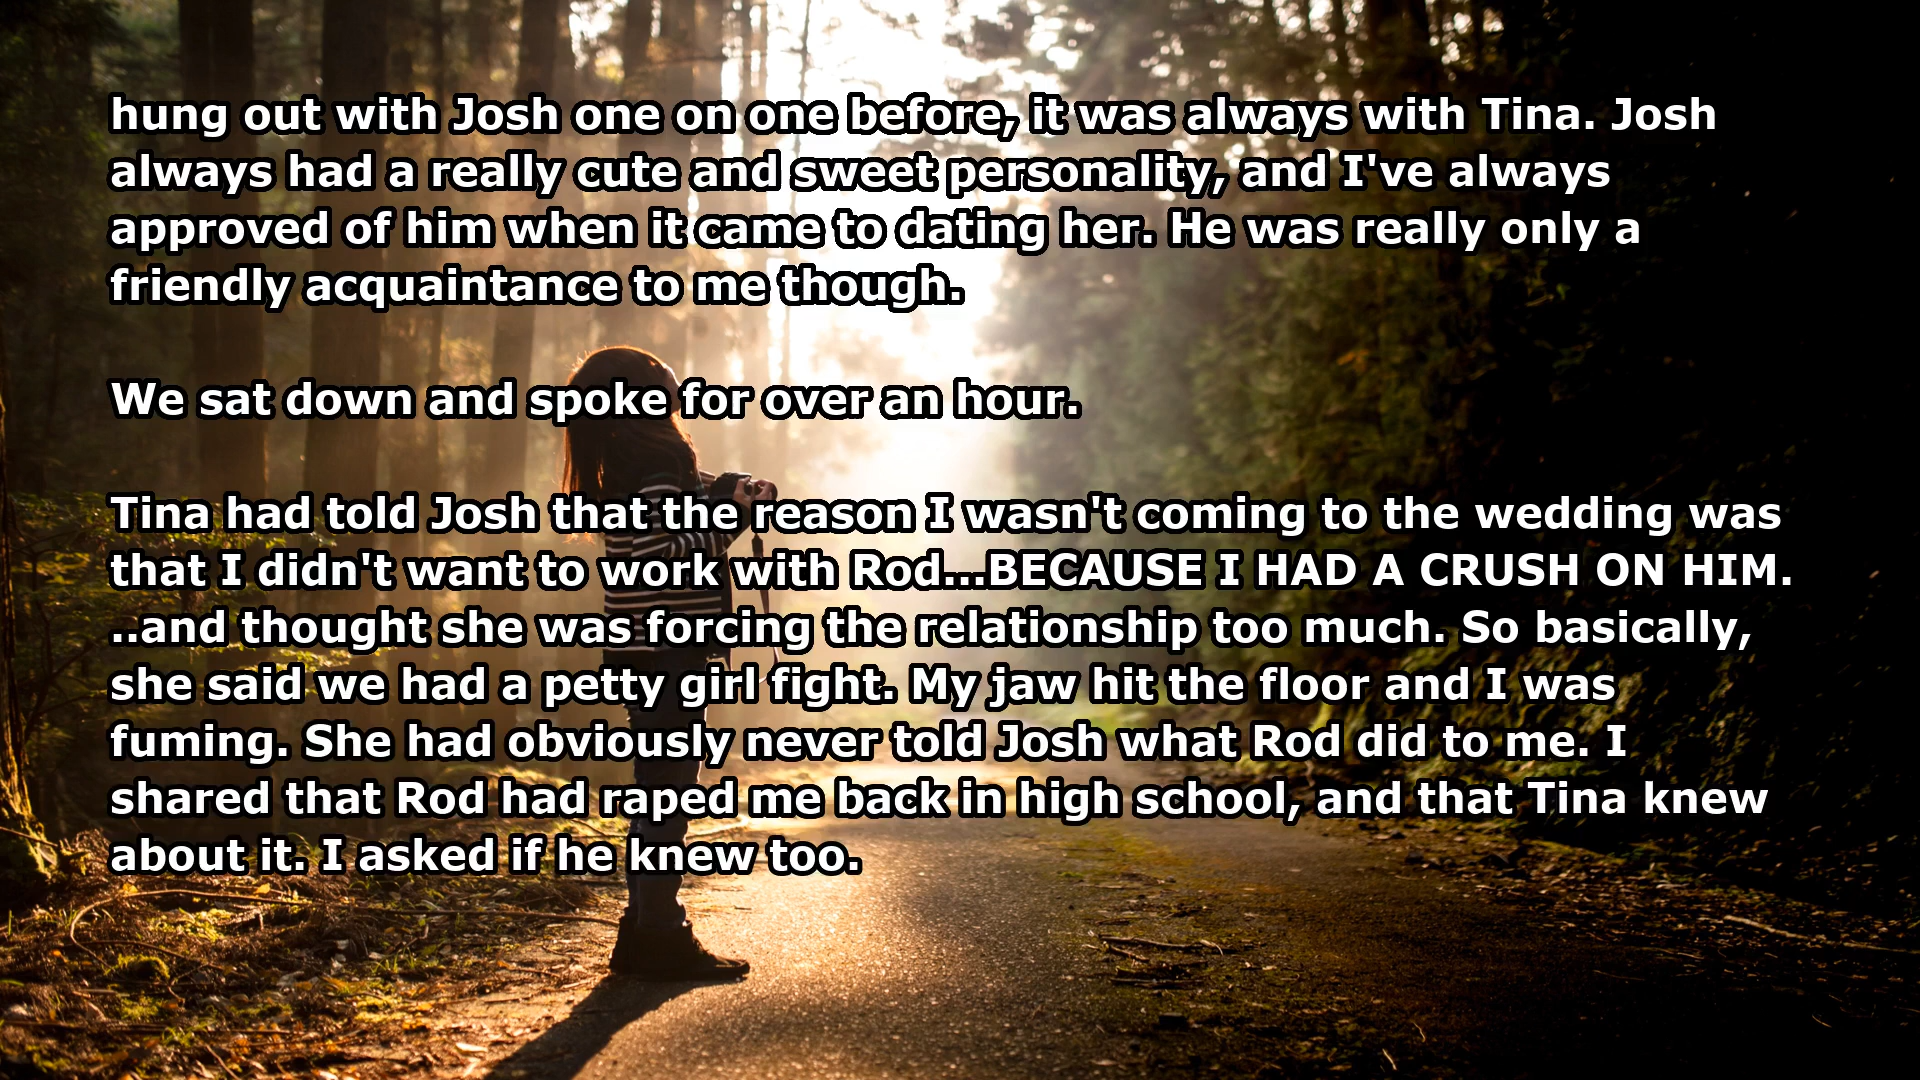 hung out with Josh one on one before, it was always with Tina. Josh
always had a really cute and sweet personality, and I've always
approved of him when it came to dating her. He was really only a
friendly acquaintance to me though.
We sat down and spoke for over an hour.
Tina had told Josh that the reason I wasn't coming to the wedding was
that I didn't want to work with Rod...BECAUSE I HAD A CRUSH ON HIM.
..and thought she was forcing the relationship too much. So basically,
she said we had a petty girl fight. My jaw hit the floor and I was
fuming. She had obviously never told Josh what Rod did to me. I
shared that Rod had raped me back in high school, and that Tina knew
about it. I asked if he knew too.